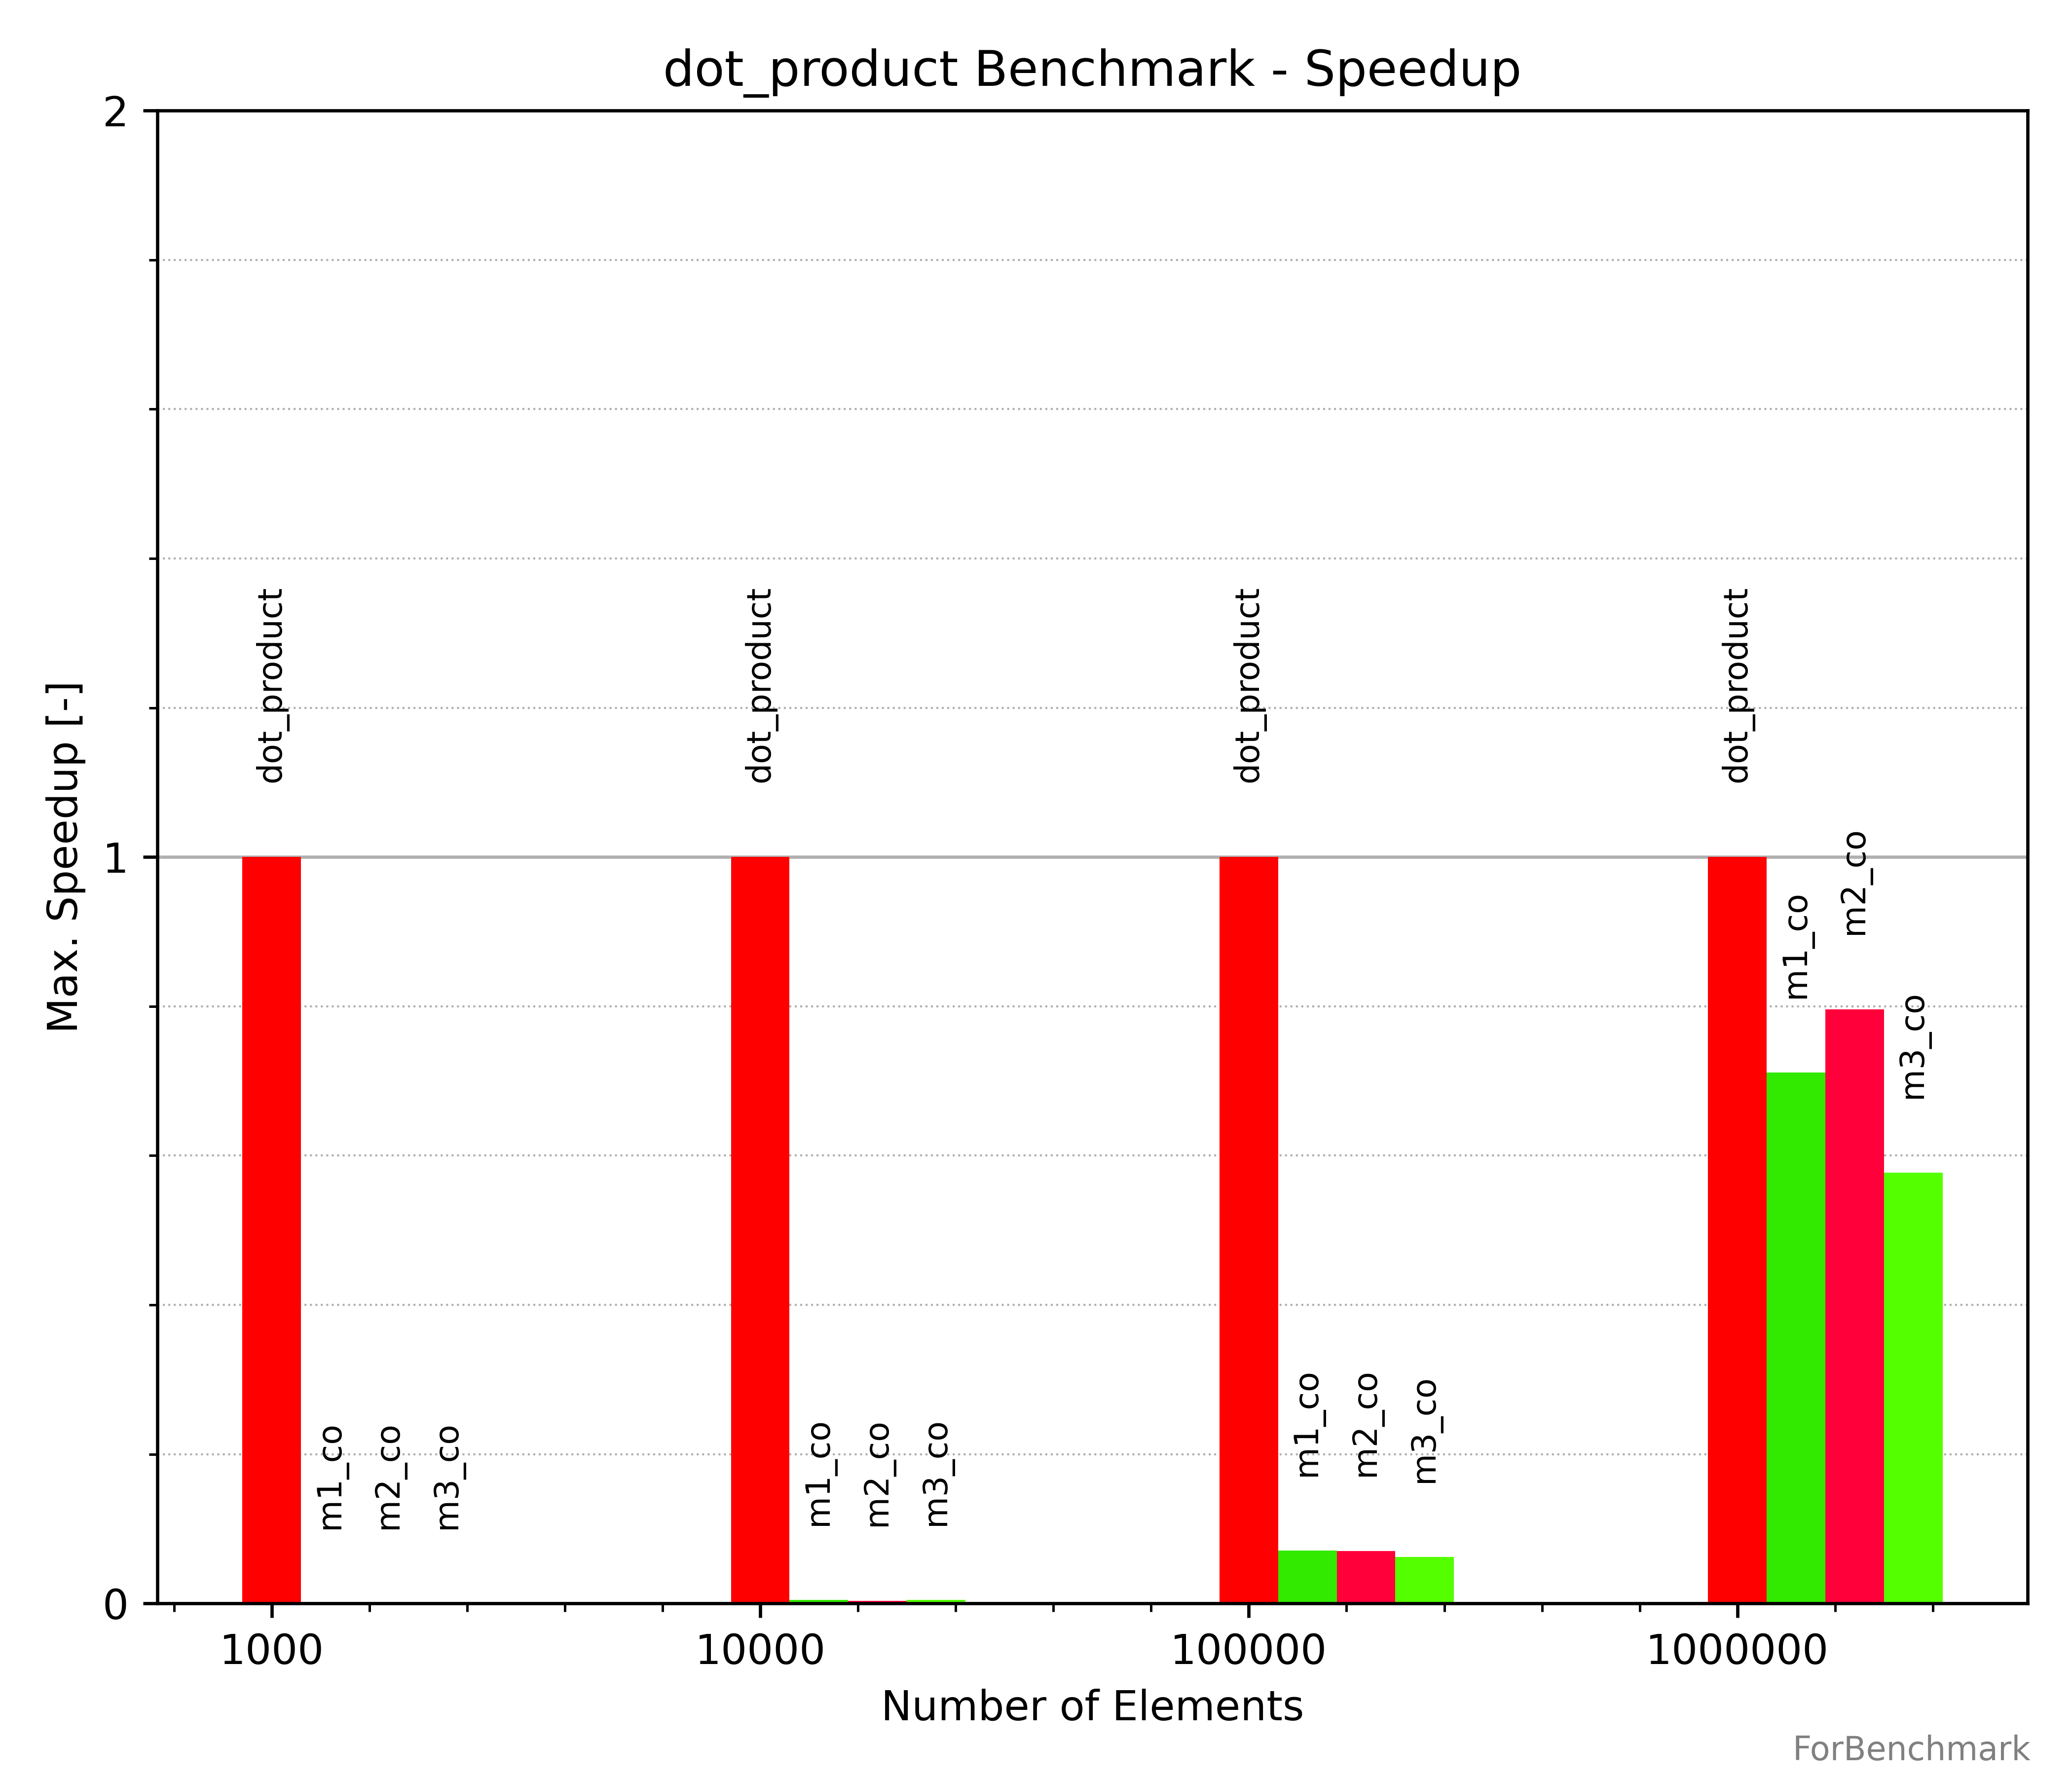 dot_product Benchmark - Speedup
2
1
0
Max. Speedup [-]
dot_product
m1_co
m2_co
m3_co
dot_product
m1_co
m2_co
m3_co
dot_product
m1_co
m2_co
m3_co
dot_product
m1_co
m2_co
m3_co
1000
10000
100000
1000000
Number of Elements
ForBenchmark